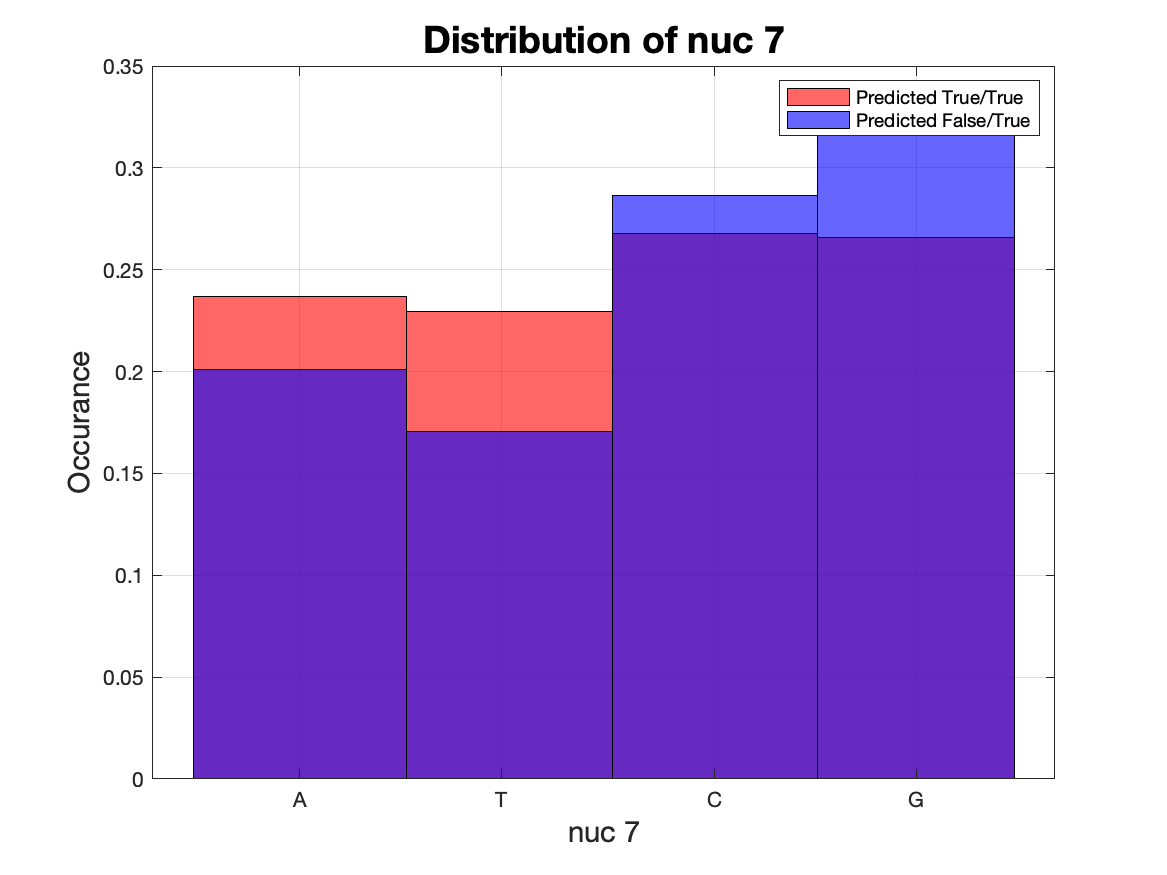 Distribution of nuc 7
Predicted True/True
Predicted False/True
0.35
0.3
0.25
0.2
0.15
0.1
0.05
0
Occurance
A T C G
nuc 7